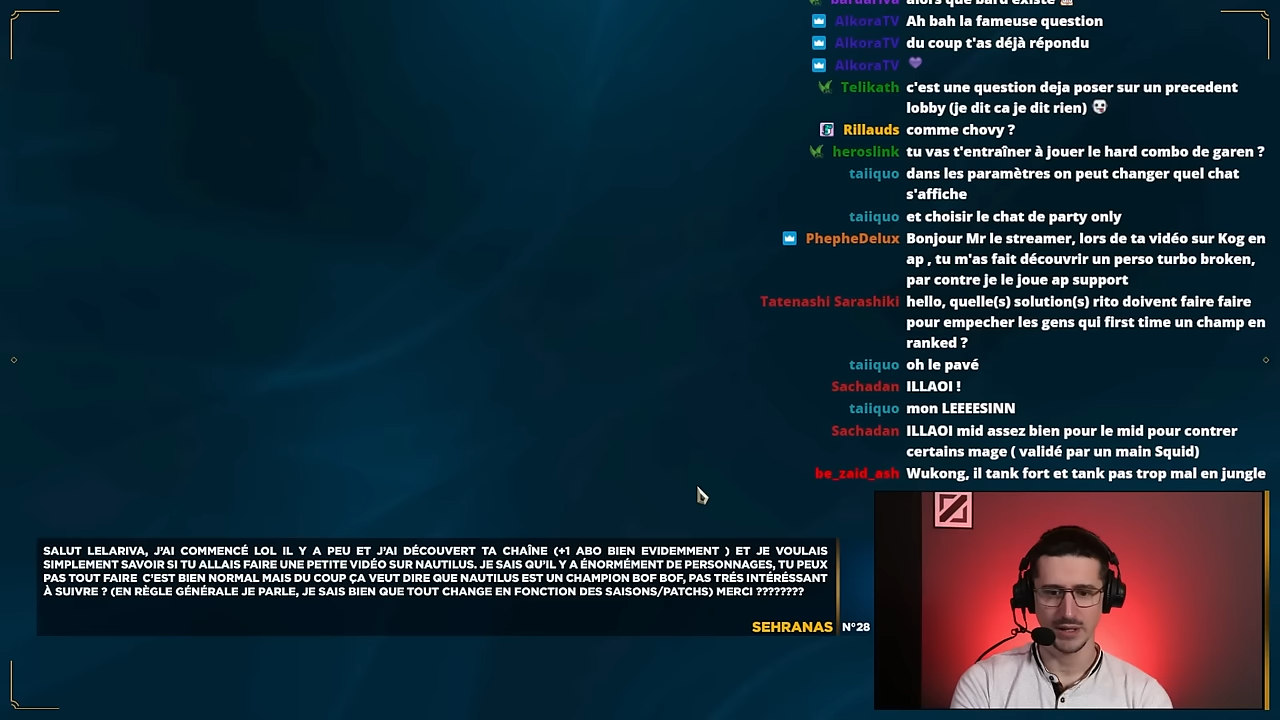 bardariva alors que bard existe
AlkoraTV Ah bah la fameuse question
AlkoraTV du coup t'as déjà répondu
AlkoraTV
Telikath c'est une question deja poser sur un precedent
lobby (je dit ca je dit rien)
Rillauds comme chovy ?
heroslink tu vas t'entraîner à jouer le hard combo de garen ?
taiiquo dans les paramètres on peut changer quel chat
s'affiche
taiiquo et choisir le chat de party only
PhepheDelux Bonjour Mr le streamer, lors de ta vidéo sur Kog en
ap , tu m'as fait découvrir un perso turbo broken,
par contre je le joue ap support
Tatenashi Sarashiki hello, quelle(s) solution(s) rito doivent faire faire
pour empecher les gens qui first time un champ en
ranked ?
taiiquo oh le pavé
Sachadan ILLAOI !
taiiquo mon LEEEESINN
Sachadan ILLAOI mid assez bien pour le mid pour contrer
certains mage ( validé par un main Squid)
be_zaid_ash Wukong, il tank fort et tank pas trop mal en jungle
SALUT LELARIVA, J'AI COMMENCÉ LOL IL Y A PEU ET J'AI DÉCOUVERT TA CHAÎNE (+1 ABO BIEN EVIDEMMENT ) ET JE VOULAIS
SIMPLEMENT SAVOIR SI TU ALLAIS FAIRE UNE PETITE VIDÉO SUR NAUTILUS. JE SAIS QU'IL Y A ÉNORMÉMENT DE PERSONNAGES, TU PEUX
PAS TOUT FAIRE C'EST BIEN NORMAL MAIS DU COUP ÇA VEUT DIRE QUE NAUTILUS EST UN CHAMPION BOF BOF, PAS TRÉS INTÉRÉSSANT
À SUIVRE ? (EN RÈGLE GÉNÉRALE JE PARLE, JE SAIS BIEN QUE TOUT CHANGE EN FONCTION DES SAISONS/PATCHS) MERCI ????????
SEHRANAS N°28